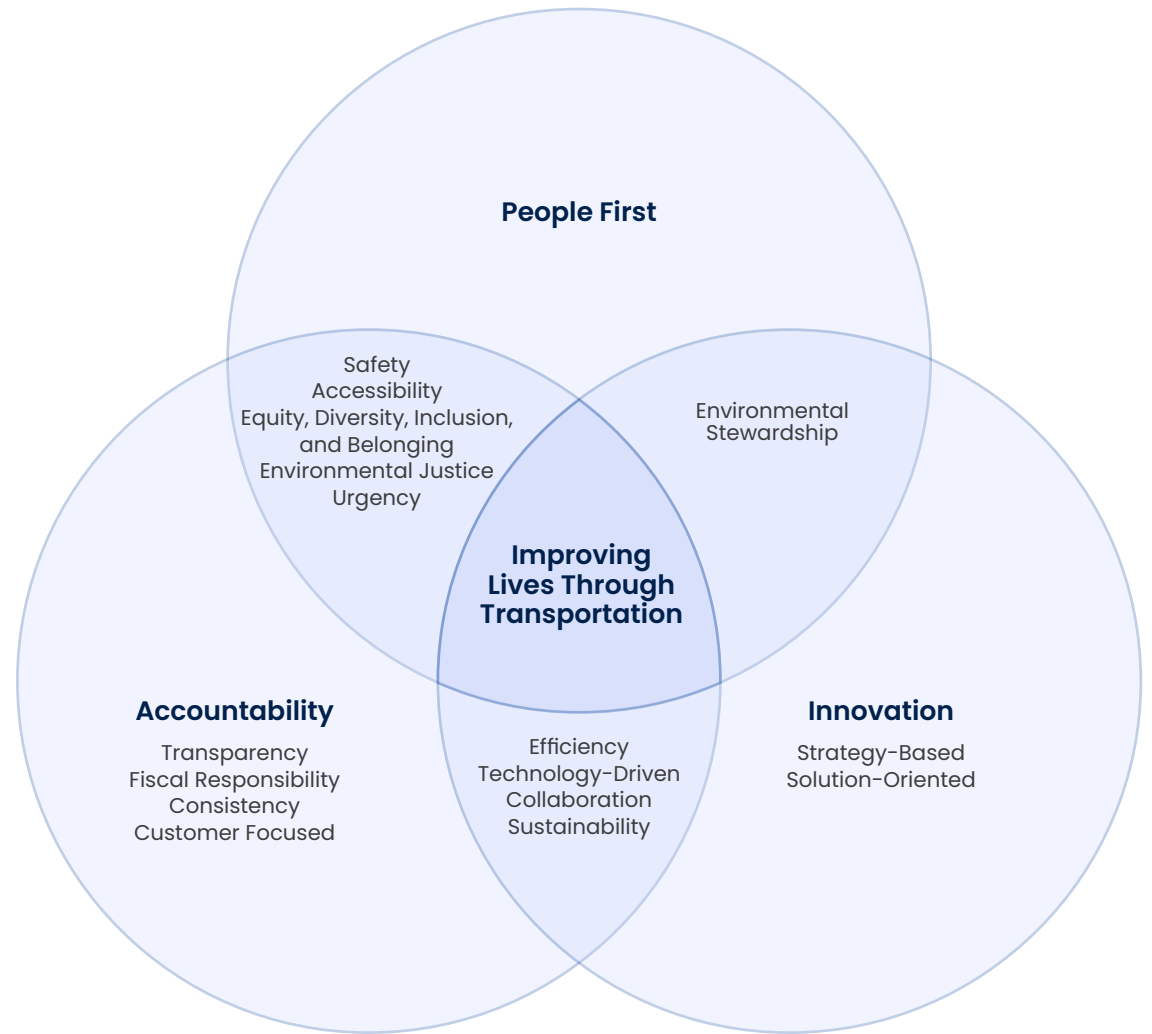 People First
Safety
Accessibility
Equity, Diversity, Inclusion,
and Belonging
Environmental Justice
Urgency
Environmental
Stewardship
Improving
Lives Through
Transportation
Accountability
Transparency
Fiscal Responsibility
Consistency
Customer Focused
Efficiency
Technology-Driven
Collaboration
Sustainability
Innovation
Strategy-Based
Solution-Oriented